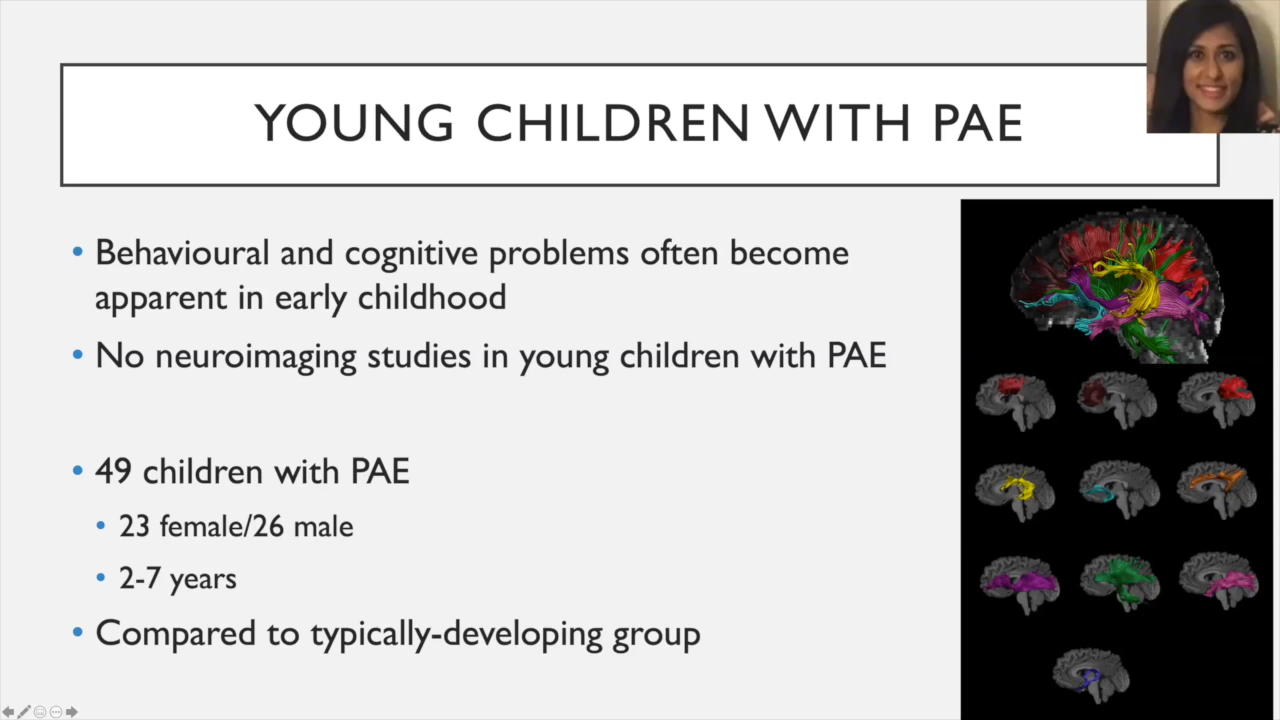 YOUNG CHILDREN WITH PAE
• Behavioural and cognitive problems often become
apparent in early childhood
• No neuroimaging studies in young children with PAE
• 49 children with PAE
• 23 female/26 male
• 2-7 years
• Compared to typically-developing group